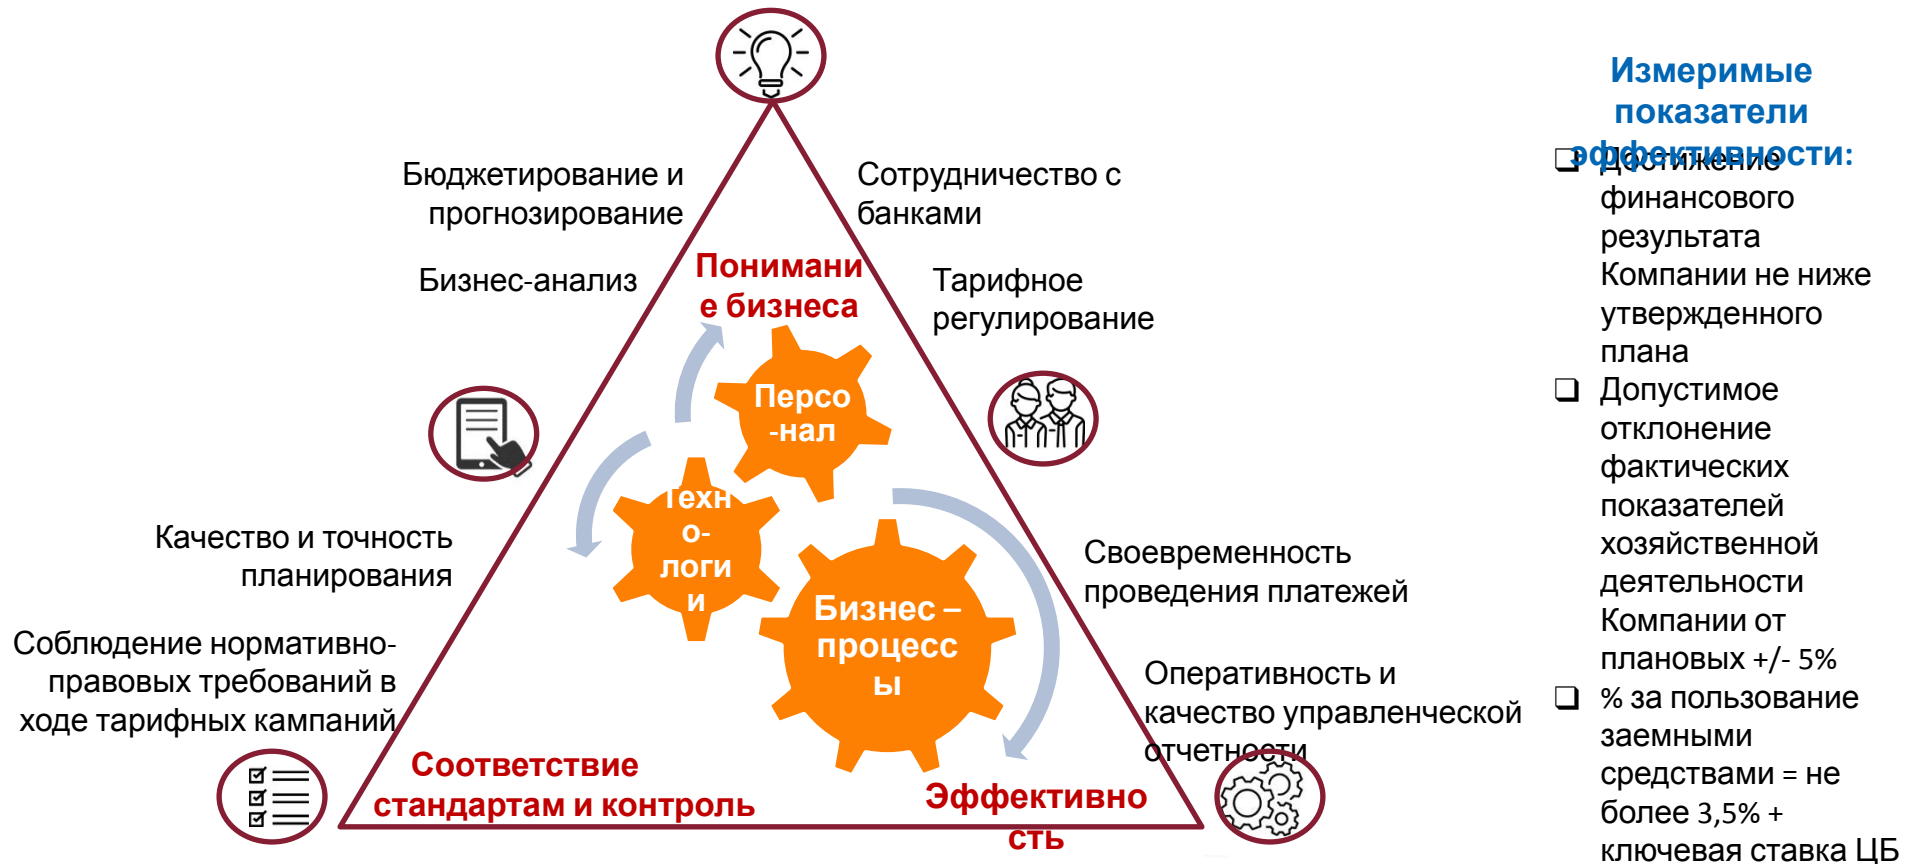 Бюджетирование и
прогнозирование
Бизнес-анализ
Сотрудничество с
банками
Тарифное
регулирование
Понимани
е бизнеса
Персо
-нал
Техн
о-
логи
и
Бизнес –
процесс
ы
Качество и точность
планирования
Соблюдение нормативно-
правовых требований в
ходе тарифных кампаний
Своевременность
проведения платежей
Оперативность и
качество управленческой
отчетности
Соответствие
стандартам и контроль
Эффективно
сть
Измеримые
показатели
эффективности:
Достижение
финансового
результата
Компании не ниже
утвержденного
плана
Допустимое
отклонение
фактических
показателей
хозяйственной
деятельности
Компании от
плановых +/- 5%
% за пользование
заемными
средствами = не
более 3,5% +
ключевая ставка ЦБ